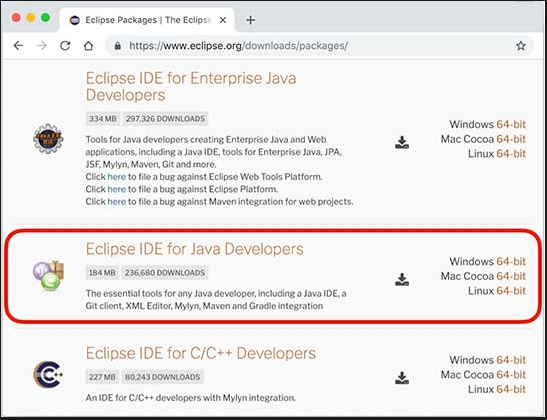 Eclipse Packages | The Eclipse
https://www.eclipse.org/downloads/packages/
Eclipse IDE for Enterprise Java
Developers
334 MB 297,326 DOWNLOADS
Tools for Java developers creating Enterprise Java and Web
applications, including a Java IDE, tools for Enterprise Java, JPA,
JSF, Mylyn, Maven, Git and more.
Click here to file a bug against Eclipse Web Tools Platform.
Click here to file a bug against Eclipse Platform.
Click here to file a bug against Maven integration for web projects.
Java EE
IDE
Windows 64-bit
Mac Cocoa 64-bit
Linux 64-bit
Eclipse IDE for Java Developers
184 MB 236,680 DOWNLOADS
The essential tools for any Java developer, including a Java IDE, a
Git client, XML Editor, Mylyn, Maven and Gradle integration
Windows 64-bit
Mac Cocoa 64-bit
Linux 64-bit
Eclipse IDE for C/C++ Developers
227 MB 80,243 DOWNLOADS
An IDE for C/C++ developers with Mylyn integration.
C++
Windows 64-bit
Mac Cocoa 64-bit
Linux 64-bit